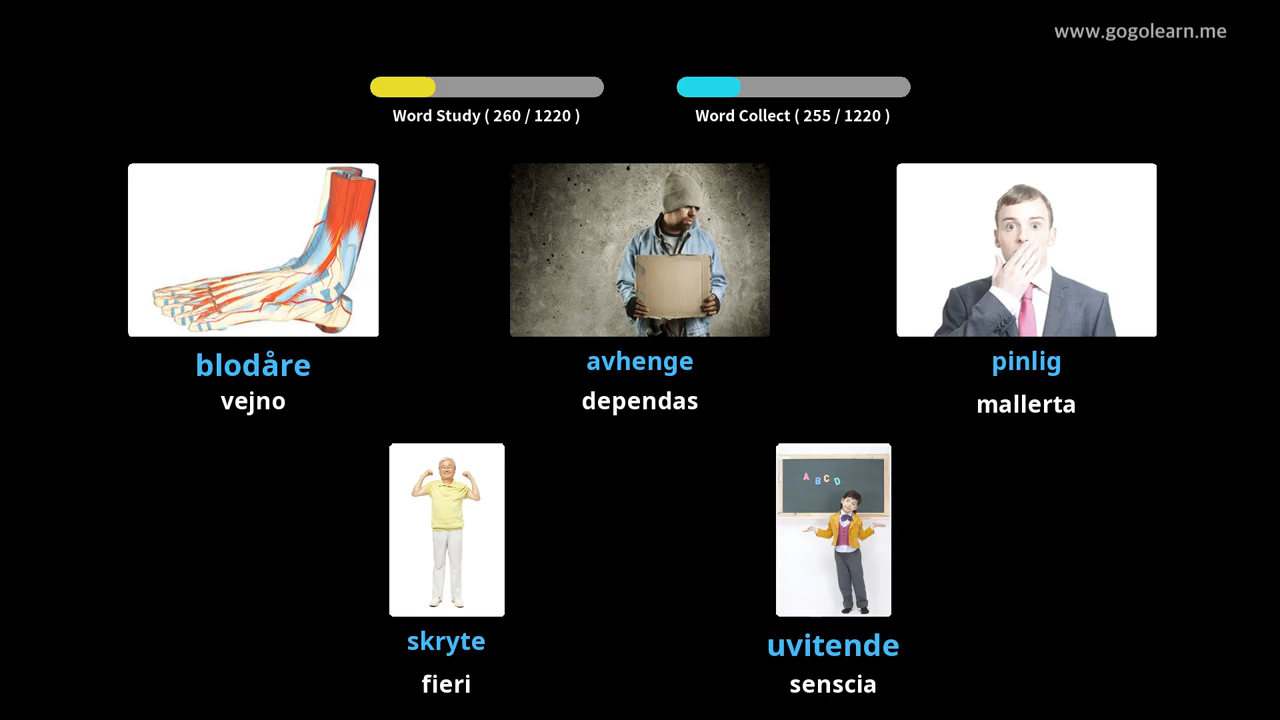 www.gogolearn.me
Word Study ( 260 / 1220 )
Word Collect ( 255 / 1220 )
blodåre
vejno
avhenge
dependas
pinlig
mallerta
A B C D
skryte
fieri
uvitende
senscia